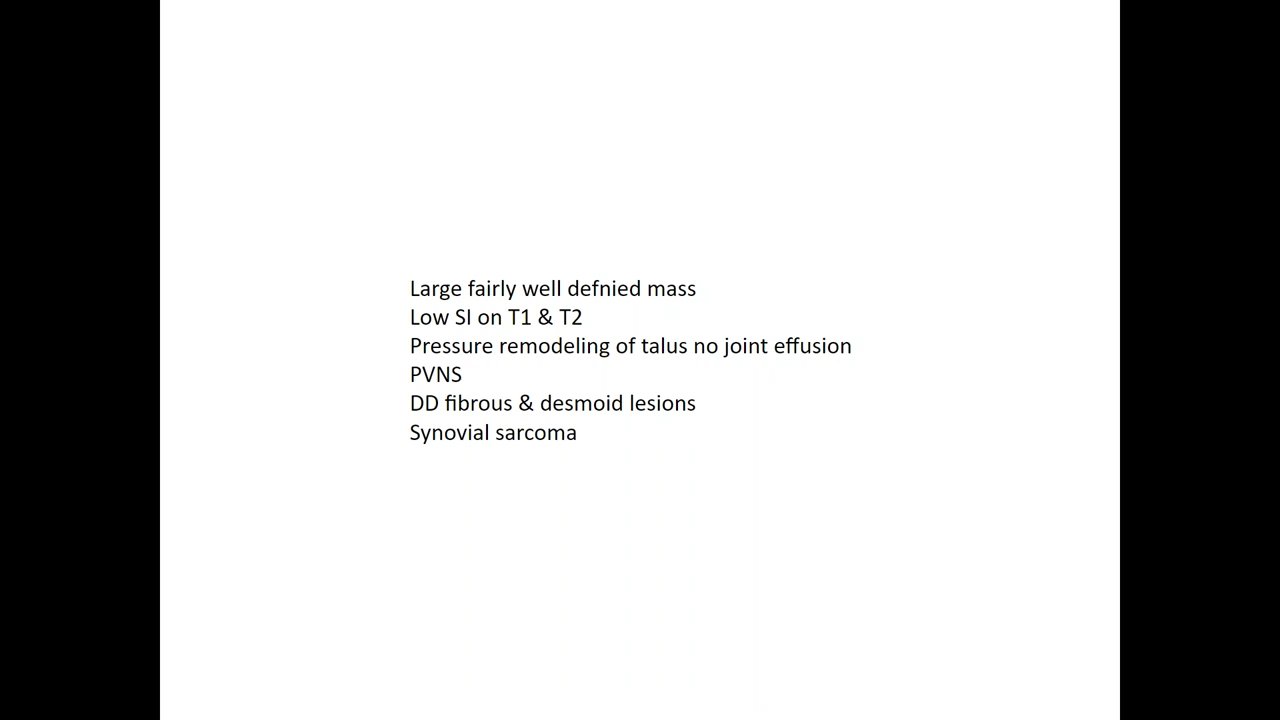 Large fairly well defnied mass
Low SI on T1 & T2
Pressure remodeling of talus no joint effusion
PVNS
DD fibrous & desmoid lesions
Synovial sarcoma